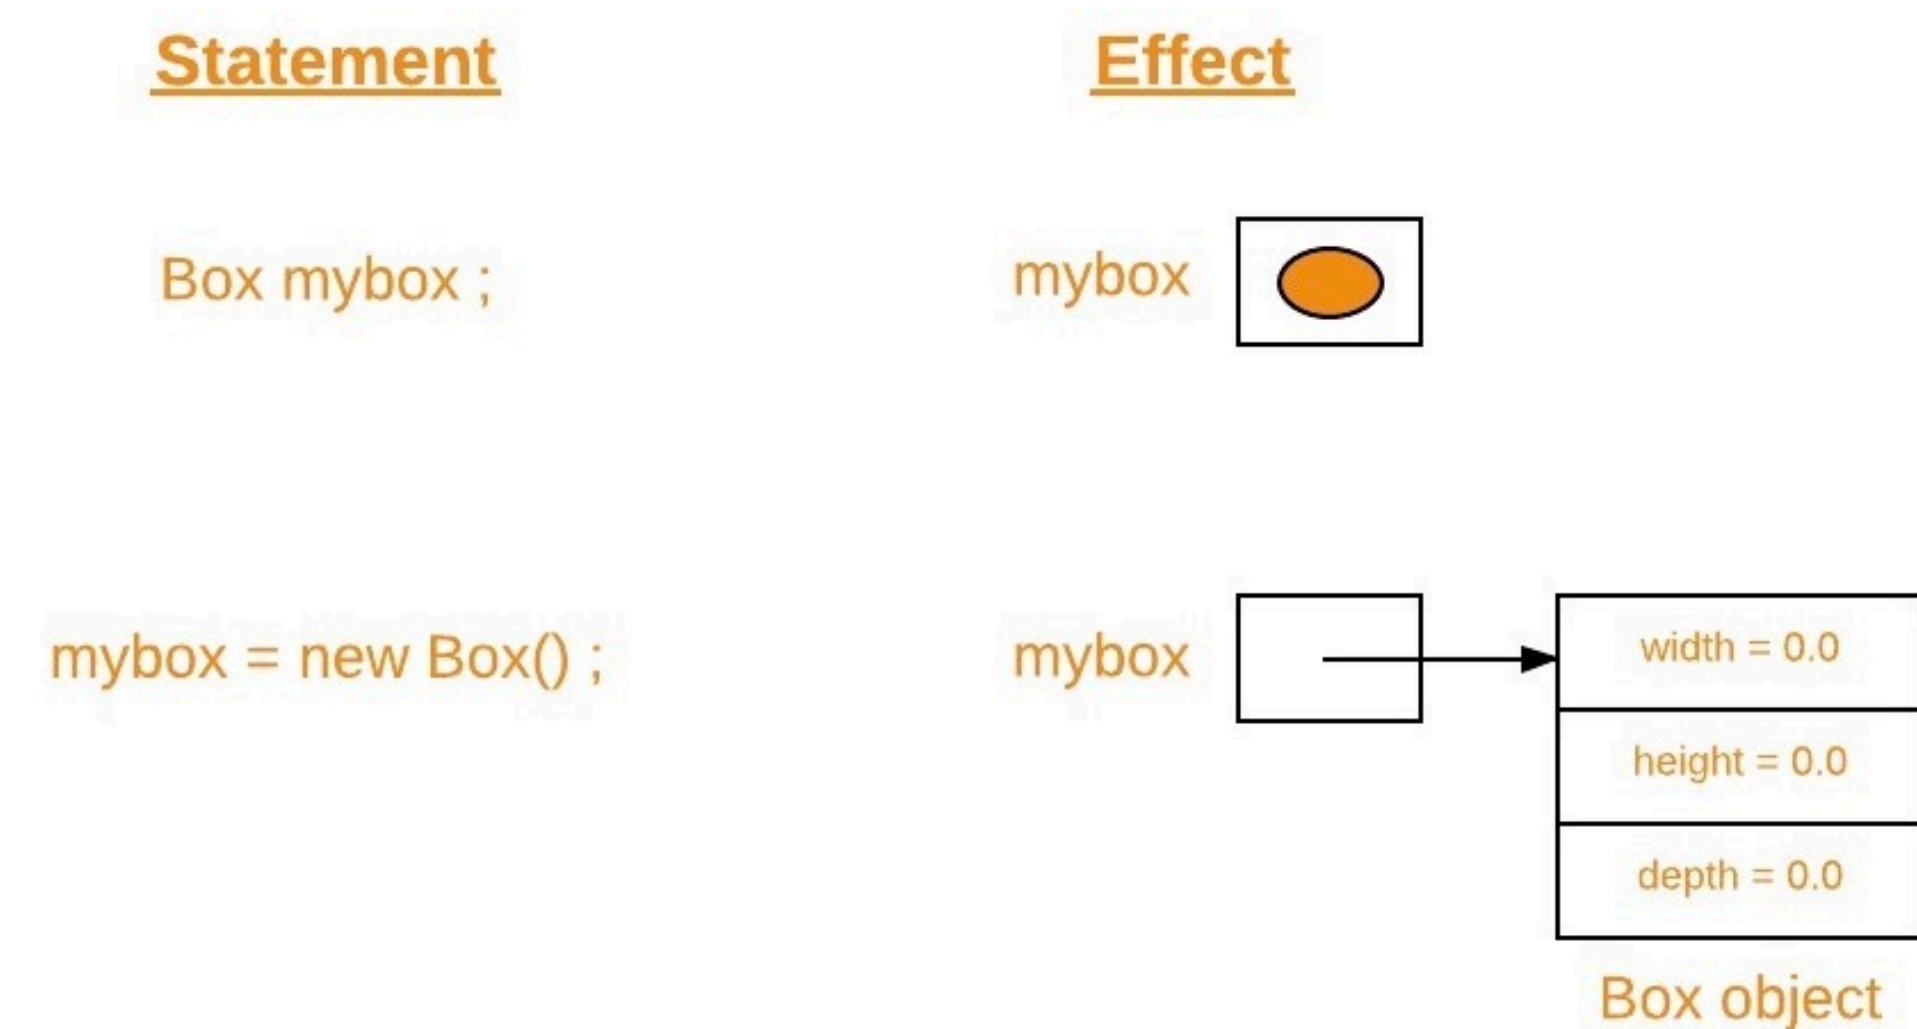 Statement
Effect
Box mybox ;
mybox
mybox = new Box() ;
mybox
width = 0.0
height = 0.0
depth = 0.0
Box object